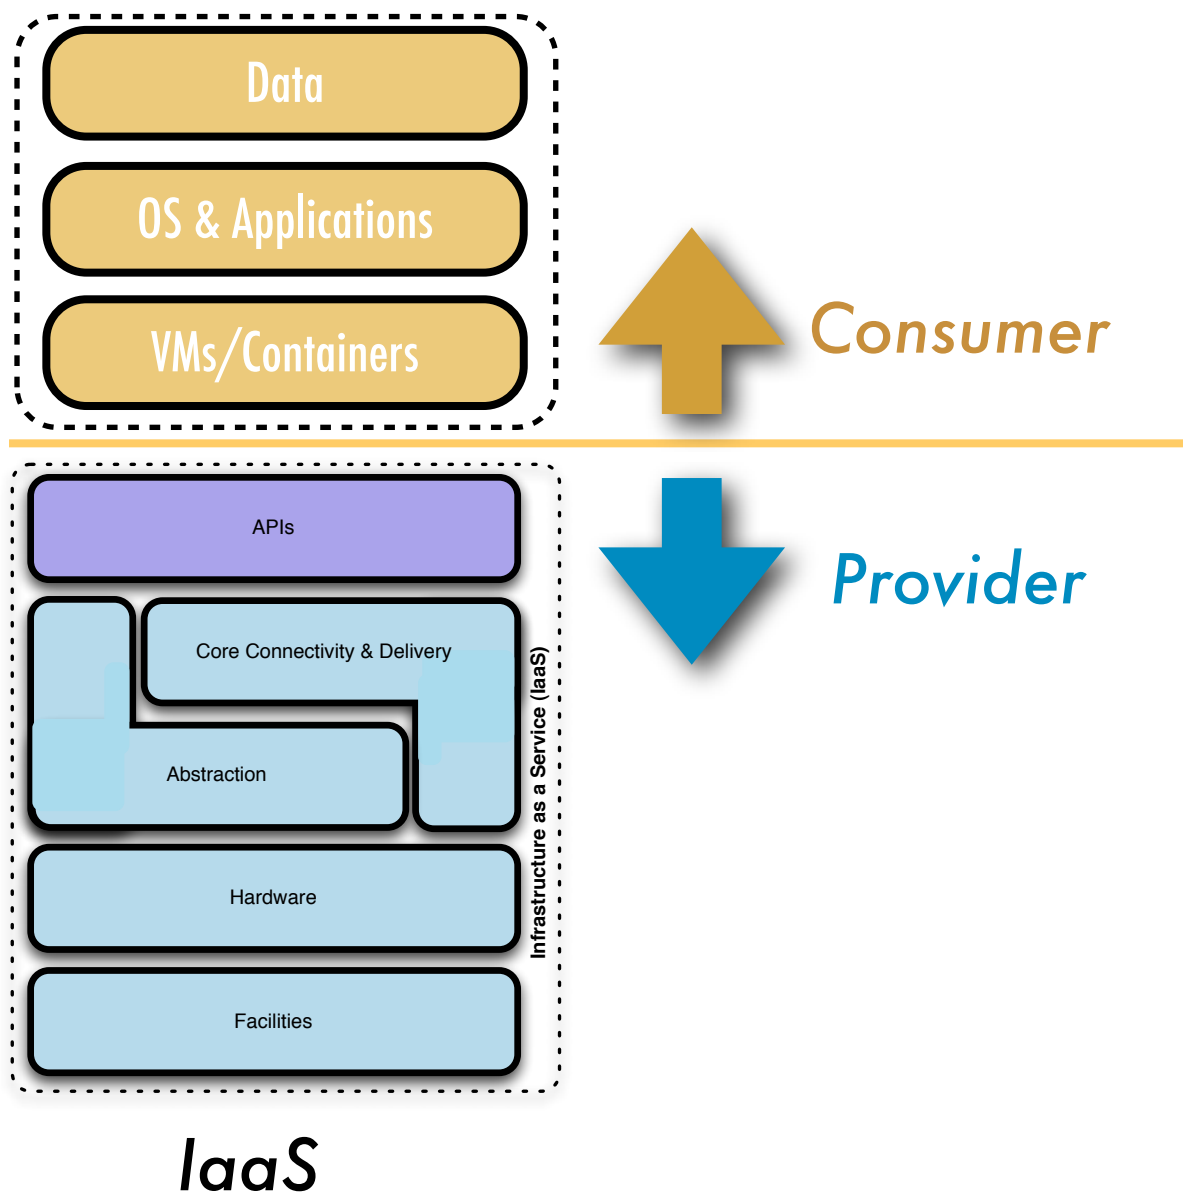 Data
OS & Applications
VMs/Containers
Consumer
APIs
Provider
Core Connectivity & Delivery
Abstraction
Infrastructure as a Service (IaaS)
Hardware
Facilities
IaaS